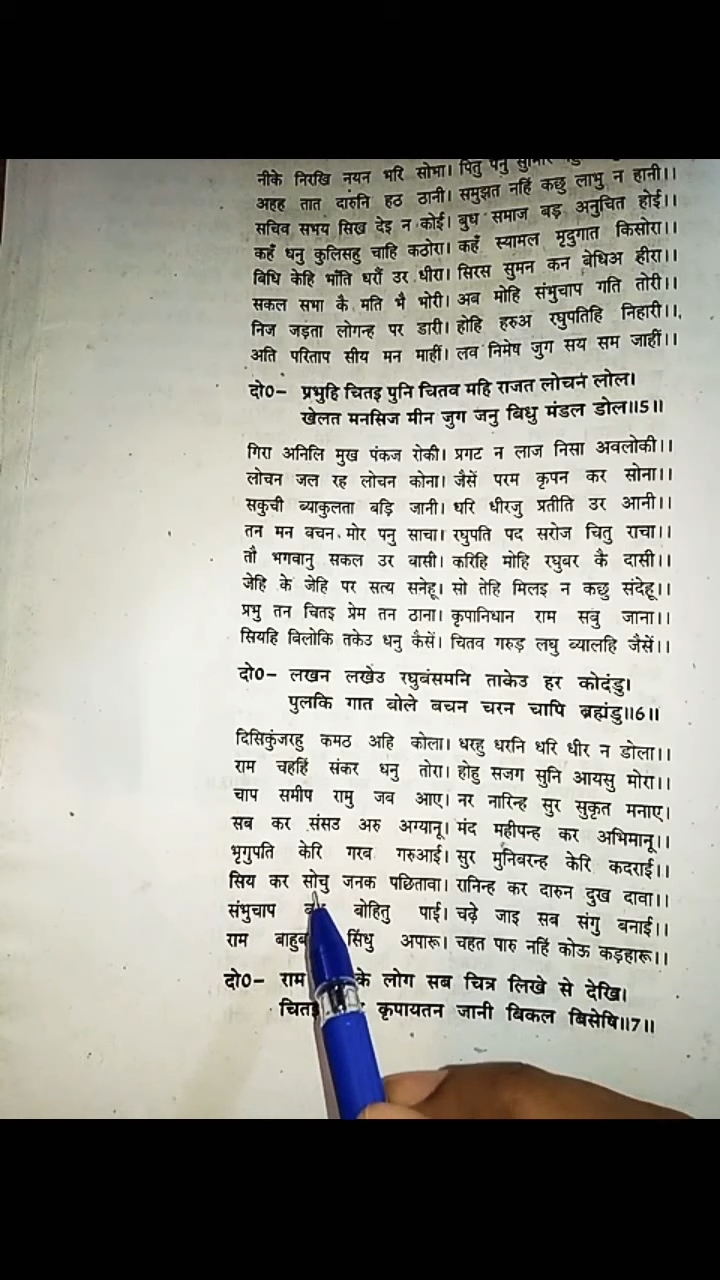 नीके निरखि नयन भरि सोभा। पितु पनु
अहह तात दारुनि हठ ठानी। समुझत नहिं कछु लाभु न हानी।।
सचिव सभय सिख देइ न कोई। बुध समाज बड़ अनुचित होई।।
कहँ धनु कुलिसहु चाहि कठोरा। कहँ स्यामल मृदुगात किसोरा।।
बिधि केहि भाँति धरौं उर धीरा। सिरस सुमन कन बेधिअ हीरा।।
सकल सभा कै मति भै भोरी। अब मोहि संभुचाप गति तोरी।।
निज जड़ता लोगन्ह पर डारी। होहि हरुअ रघुपतिहि निहारी।।
अति परिताप सीय मन माहीं। लव निमेष जुग सय सम जाहीं।।
दो०– प्रभुहि चितइ पुनि चितव महि राजत लोचन लोल।
खेलत मनसिज मीन जुग जनु बिधु मंडल डोल॥5॥
गिरा अनिलि मुख पंकज रोकी। प्रगट न लाज निसा अवलोकी।।
लोचन जल रह लोचन कोना। जैसें परम कृपन कर सोना।।
सकुची ब्याकुलता बड़ि जानी। धरि धीरजु प्रतीति उर आनी।।
तन मन बचन मोर पनु साचा। रघुपति पद सरोज चितु राचा।।
तौ भगवानु सकल उर बासी। करिहि मोहि रघुबर कै दासी।।
जेहि के जेहि पर सत्य सनेहू। सो तेहि मिलइ न कछु संदेहू।।
प्रभु तन चितइ प्रेम तन ठाना। कृपानिधान राम सबु जाना।।
सियहि बिलोकि तकेउ धनु कैसें। चितव गरुड़ लघु ब्यालहि जैसें।।
दो०– लखन लखेउ रघुबंसमनि ताकेउ हर कोदंडु।
पुलकि गात बोले बचन चरन चापि ब्रह्मंडु॥6॥
दिसिकुंजरहु कमठ अहि कोला। धरहु धरनि धरि धीर न डोला।।
राम चहहिं संकर धनु तोरा। होहु सजग सुनि आयसु मोरा।।
चाप समीप रामु जब आए। नर नारिन्ह सुर सुकृत मनाए।
सब कर संसउ अरु अग्यानू। मंद महीपन्ह कर अभिमानू।।
भृगुपति केरि गरब गरुआई। सुर मुनिबरन्ह केरि कदराई।।
सिय कर सोचु जनक पछितावा। रानिन्ह कर दारुन दुख दावा।।
संभुचाप बोहितु पाई। चढ़े जाइ सब संगु बनाई।।
राम सिंधु अपारू। चहत पारु नहिं कोऊ कड़हारू।।
दो०– राम के लोग सब चित्र लिखे से देखि।
चितइ कृपायतन जानी बिकल बिसेषि॥7॥